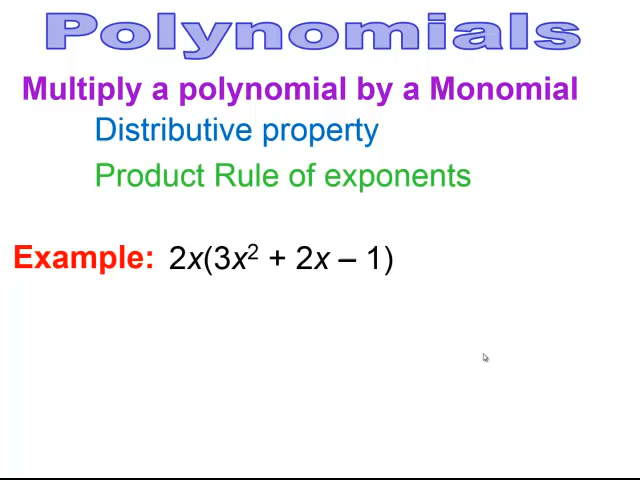 Polynomials
Multiply a polynomial by a Monomial
Distributive property
Product Rule of exponents
Example: 2x(3x² + 2x – 1)